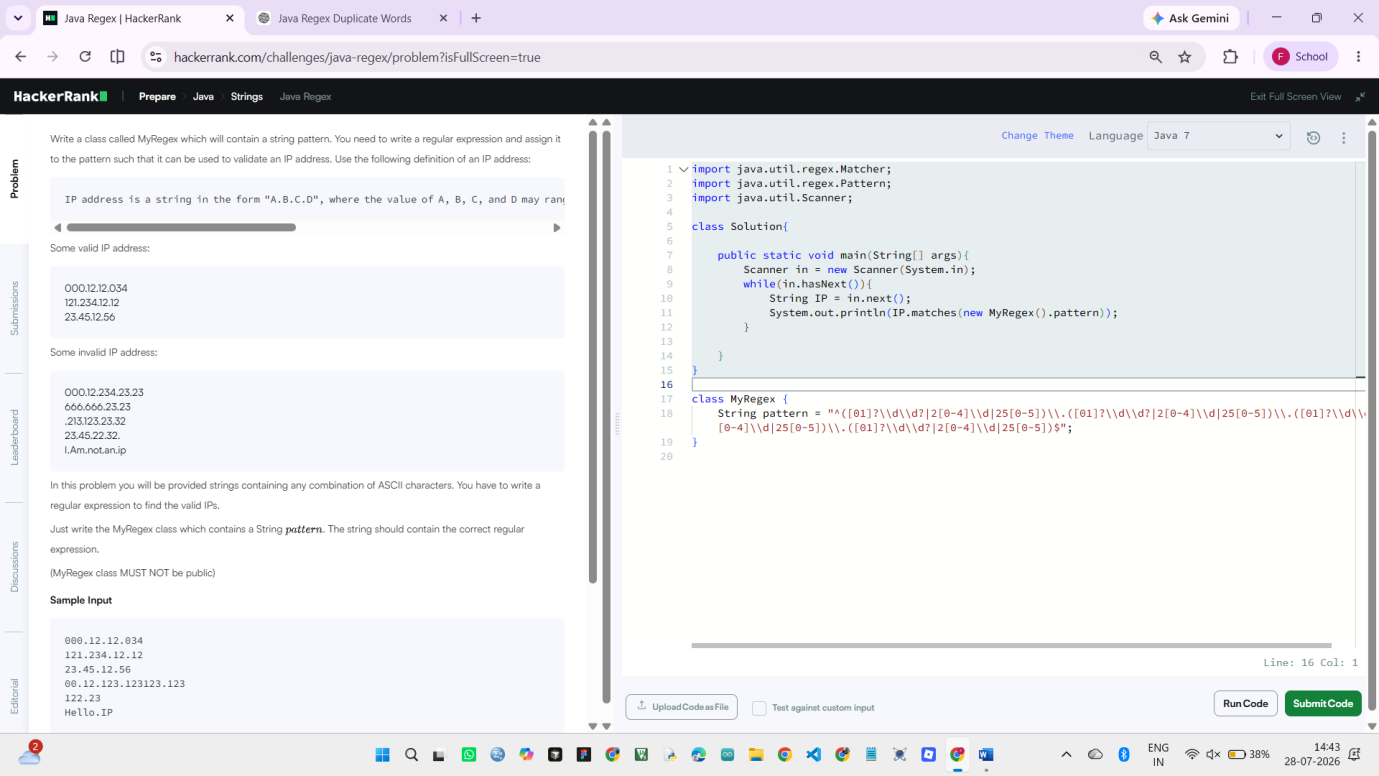 Java Regex | HackerRank
Java Regex Duplicate Words
Ask Gemini
hackerrank.com/challenges/java-regex/problem?isFullScreen=true
F School
HackerRank
Prepare
Java
Strings
Java Regex
Exit Full Screen View
Problem
Submissions
Leaderboard
Discussions
Editorial
Write a class called MyRegex which will contain a string pattern. You need to write a regular expression and assign it
to the pattern such that it can be used to validate an IP address. Use the following definition of an IP address:
IP address is a string in the form "A.B.C.D", where the value of A, B, C, and D may rang
Some valid IP address:
000.12.12.034
121.234.12.12
23.45.12.56
Some invalid IP address:
000.12.234.23.23
666.666.23.23
.213.123.23.32
23.45.22.32.
I.Am.not.an.ip
In this problem you will be provided strings containing any combination of ASCII characters. You have to write a
regular expression to find the valid IPs.
Just write the MyRegex class which contains a String pattern. The string should contain the correct regular
expression.
(MyRegex class MUST NOT be public)
Sample Input
000.12.12.034
121.234.12.12
23.45.12.56
00.12.123.123123.123
122.23
Hello.IP
Change Theme
Language
Java 7
1 import java.util.regex.Matcher;
2 import java.util.regex.Pattern;
3 import java.util.Scanner;
4
5 class Solution{
6
7 public static void main(String[] args){
8 Scanner in = new Scanner(System.in);
9 while(in.hasNext()){
10 String IP = in.next();
11 System.out.println(IP.matches(new MyRegex().pattern));
12 }
13
14 }
15 }
16
17 class MyRegex {
18 String pattern = "^([01]?\\d\\d?|2[0-4]\\d|25[0-5])\\.([01]?\\d\\d?|2[0-4]\\d|25[0-5])\\.([01]?\\d\\
[0-4]\\d|25[0-5])\\.([01]?\\d\\d?|2[0-4]\\d|25[0-5])$";
19 }
20
Line: 16 Col: 1
Upload Code as File
Test against custom input
Run Code
Submit Code
2
ENG
IN
38%
14:43
28-07-2026